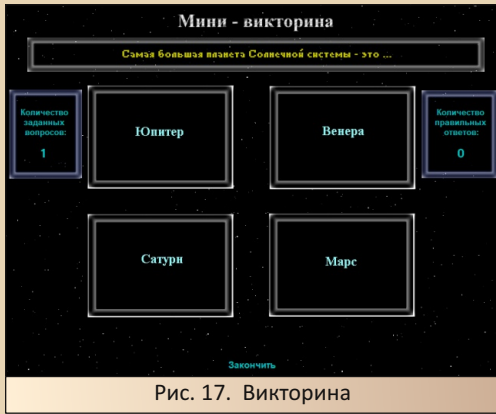 Мини - викторина
Самая большая планета Солнечной системы - это ...
Количество
заданных
вопросов:
1
Юпитер
Венера
Количество
правильных
ответов:
0
Сатурн
Марс
Закончить
Рис. 17. Викторина